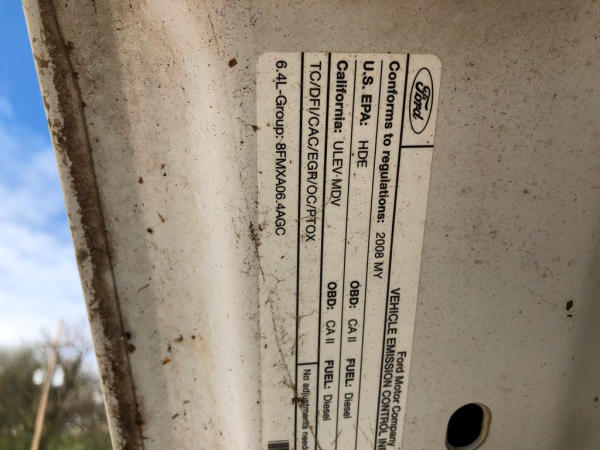 Ford
Ford Motor Company
VEHICLE EMISSION CONTROL IN
Conforms to regulations: 2008 MY
U.S. EPA: HDE OBD: CA II FUEL: Diesel
California: ULEV-MDV OBD: CA II FUEL: Diesel
TC/DFI/CAC/EGR/OC/PTOX
No adjustments need
6.4L-Group: 8FMXA06.4AGC